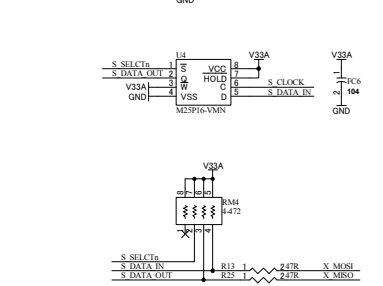 GND
U4
V33A
V33A
S_SELCTn 1 S VCC 8
S_DATA_OUT 2 Q HOLD 7
V33A 3 W C 6 S_CLOCK
GND 4 VSS D 5 S_DATA_IN
M25P16-VMN
1
FC6
104
2
GND
V33A
8 7 6 5
RM4
4-472
1 2 3 4
S_SELCTn
S_DATA_IN R13 1 2 47R X_MOSI
S_DATA_OUT R25 1 2 47R X_MISO